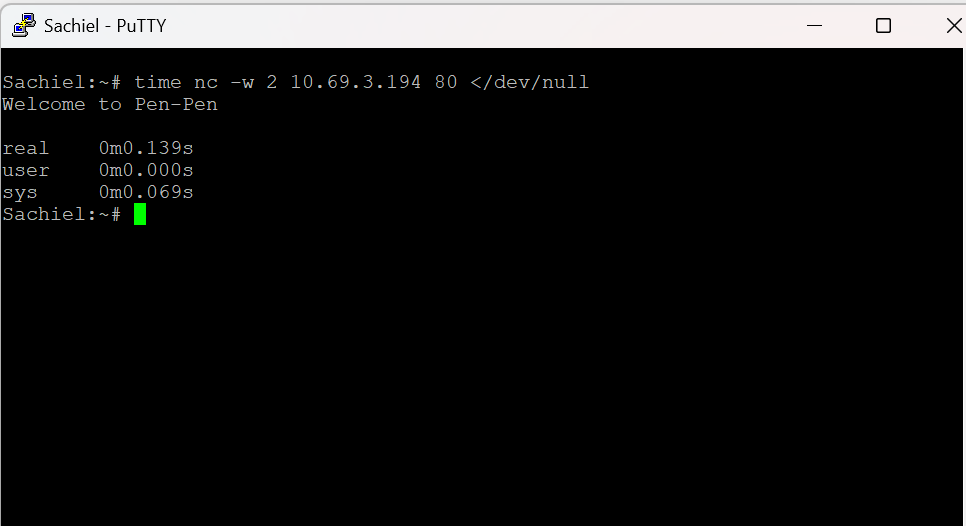 Sachiel - PuTTY
Sachiel:~# time nc -w 2 10.69.3.194 80 </dev/null
Welcome to Pen-Pen
real    0m0.139s
user    0m0.000s
sys     0m0.069s
Sachiel:~#